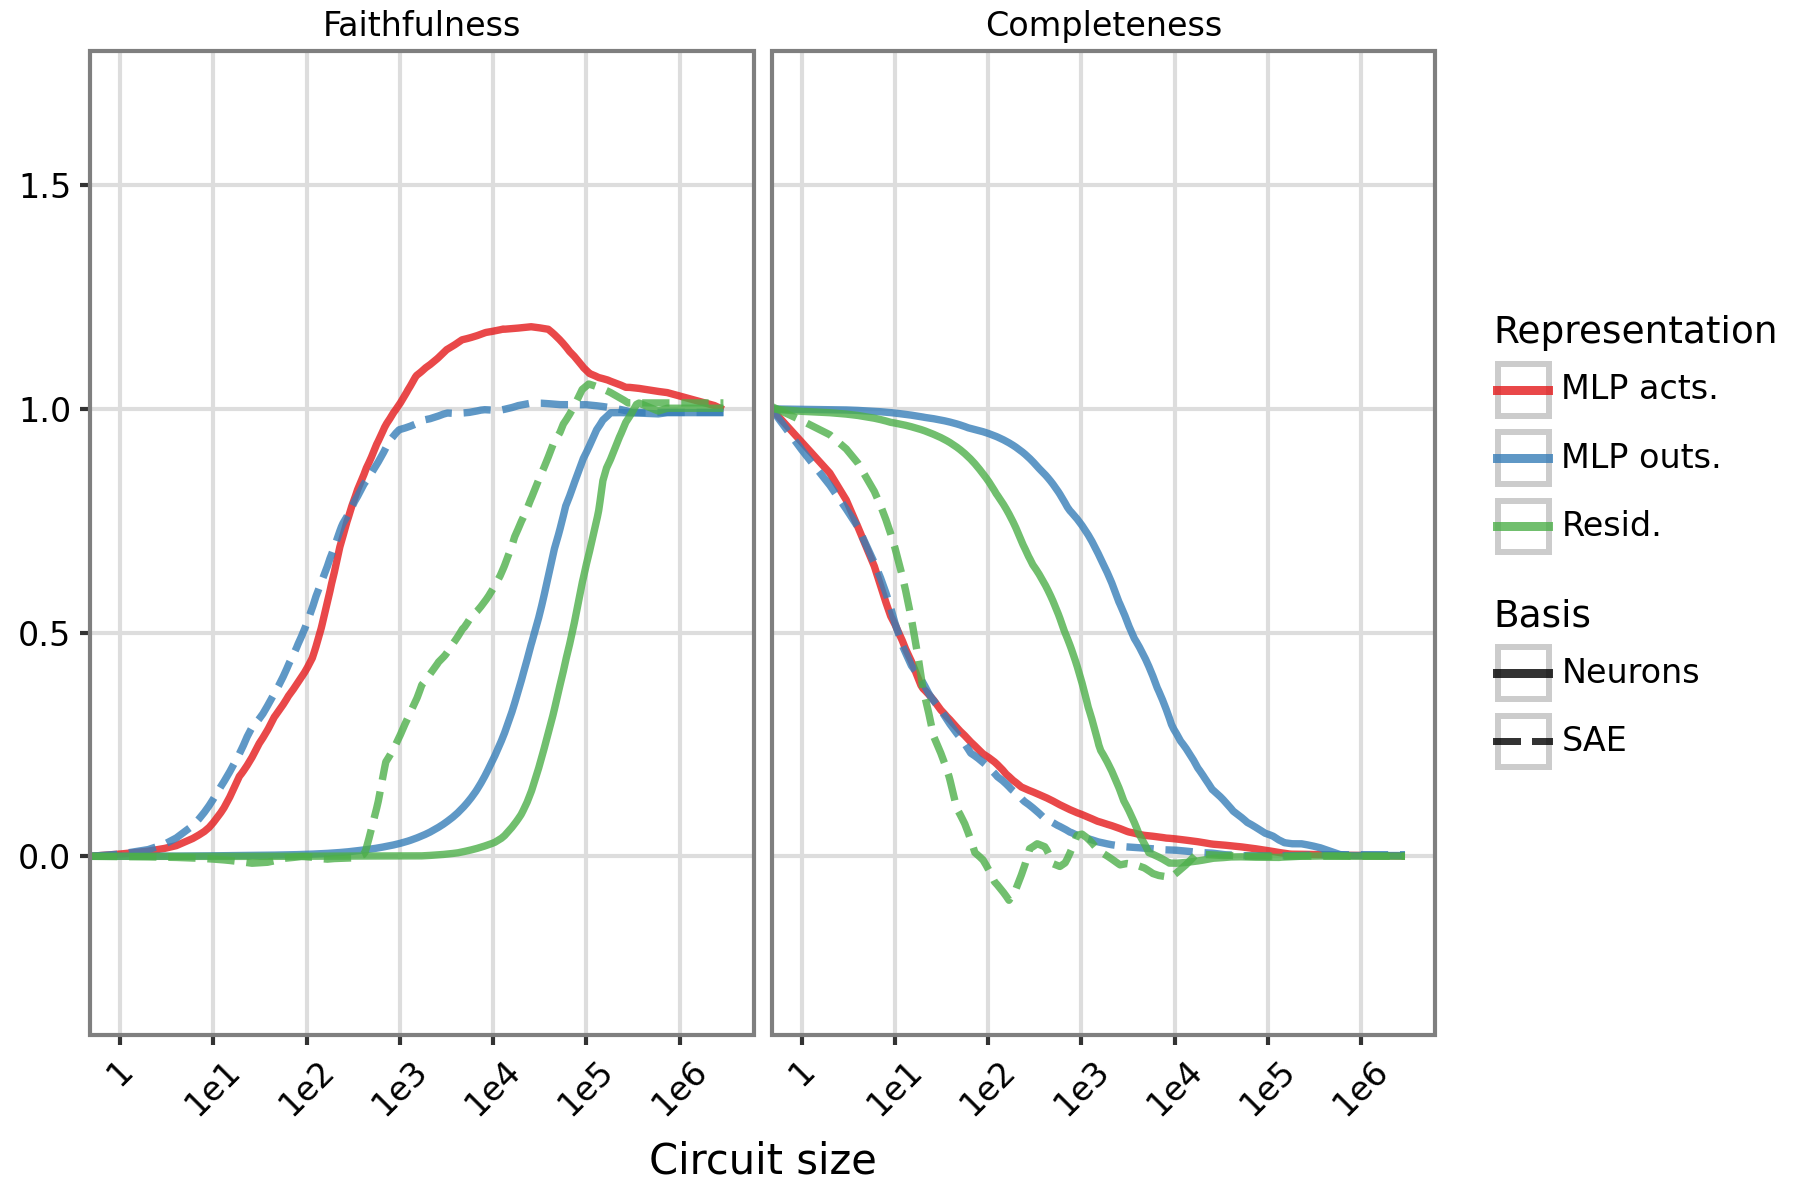 Faithfulness
Completeness
1.5
1.0
0.5
0.0
1 1e1 1e2 1e3 1e4 1e5 1e6
1 1e1 1e2 1e3 1e4 1e5 1e6
Circuit size
Representation
MLP acts.
MLP outs.
Resid.
Basis
Neurons
SAE